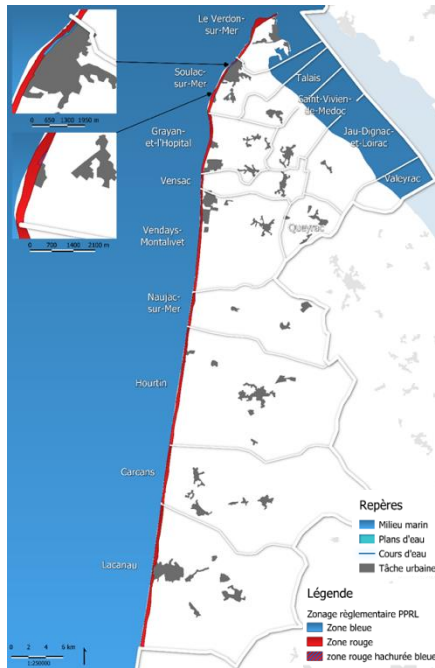 Le Verdon-
sur-Mer
Soulac-
sur-Mer
Talais
Saint-Vivien-
de-Medoc
Grayan-
et-l'Hopital
Jau-Dignac-
et-Loirac
Vensac
Valeyrac
Vendays-
Montalivet
Queyrac
Naujac-
sur-Mer
Hourtin
Carcans
Lacanau
0 650 1300 1950 m
0 700 1400 2100 m
Repères
Milieu marin
Plans d'eau
Cours d'eau
Tâche urbaine
Légende
Zonage règlementaire PPRL
Zone bleue
Zone rouge
zone rouge hachurée bleue
0 2 4 6 km
1:250000